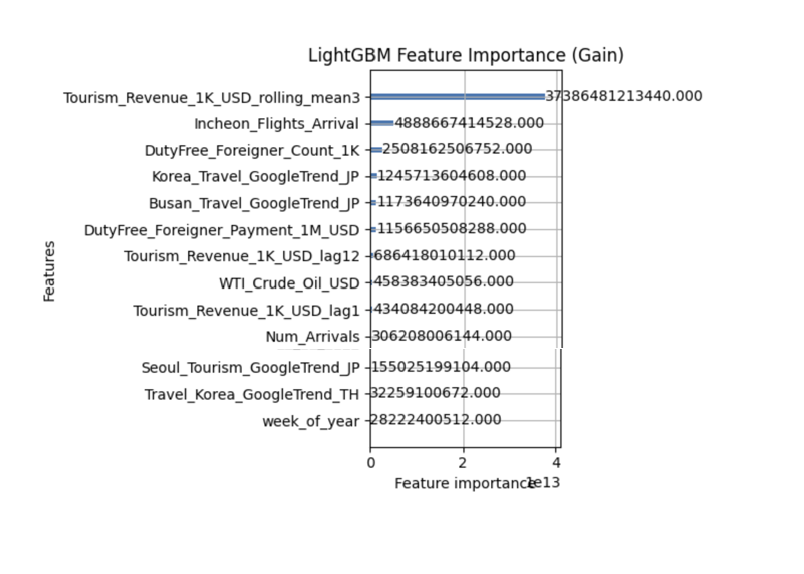 LightGBM Feature Importance (Gain)
Tourism_Revenue_1K_USD_rolling_mean3 37386481213440.000
Incheon_Flights_Arrival 4888667414528.000
DutyFree_Foreigner_Count_1K 2508162506752.000
Korea_Travel_GoogleTrend_JP 1245713604608.000
Busan_Travel_GoogleTrend_JP 1173640970240.000
DutyFree_Foreigner_Payment_1M_USD 1156650508288.000
Tourism_Revenue_1K_USD_lag12 686418010112.000
WTI_Crude_Oil_USD 458383405056.000
Tourism_Revenue_1K_USD_lag1 434084200448.000
Num_Arrivals 306208006144.000
Seoul_Tourism_GoogleTrend_JP 155025199104.000
Travel_Korea_GoogleTrend_TH 32259100672.000
week_of_year 28222400512.000
Features
0 2 4
Feature importance 1e13